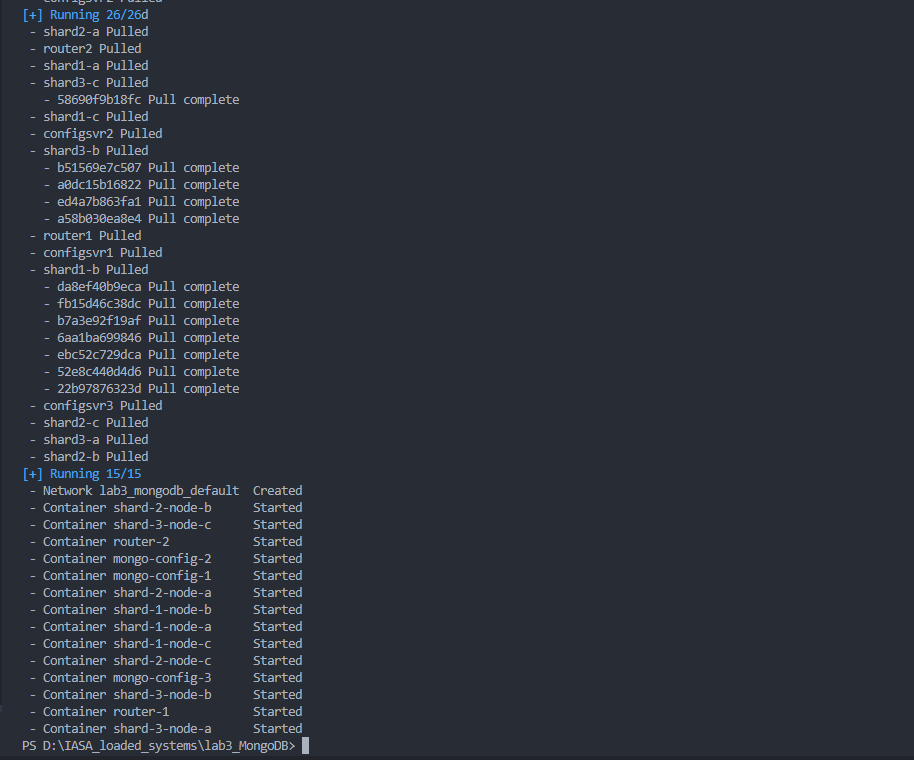 configsvr2 Pulled
[+] Running 26/26d
- shard2-a Pulled
- router2 Pulled
- shard1-a Pulled
- shard3-c Pulled
- 58690f9b18fc Pull complete
- shard1-c Pulled
- configsvr2 Pulled
- shard3-b Pulled
- b51569e7c507 Pull complete
- a0dc15b16822 Pull complete
- ed4a7b863fa1 Pull complete
- a58b030ea8e4 Pull complete
- router1 Pulled
- configsvr1 Pulled
- shard1-b Pulled
- da8ef40b9eca Pull complete
- fb15d46c38dc Pull complete
- b7a3e92f19af Pull complete
- 6aa1ba699846 Pull complete
- ebc52c729dca Pull complete
- 52e8c440d4d6 Pull complete
- 22b97876323d Pull complete
- configsvr3 Pulled
- shard2-c Pulled
- shard3-a Pulled
- shard2-b Pulled
[+] Running 15/15
- Network lab3_mongodb_default Created
- Container shard-2-node-b Started
- Container shard-3-node-c Started
- Container router-2 Started
- Container mongo-config-2 Started
- Container mongo-config-1 Started
- Container shard-2-node-a Started
- Container shard-1-node-b Started
- Container shard-1-node-a Started
- Container shard-1-node-c Started
- Container shard-2-node-c Started
- Container mongo-config-3 Started
- Container shard-3-node-b Started
- Container router-1 Started
- Container shard-3-node-a Started
PS D:\IASA_loaded_systems\lab3_MongoDB>